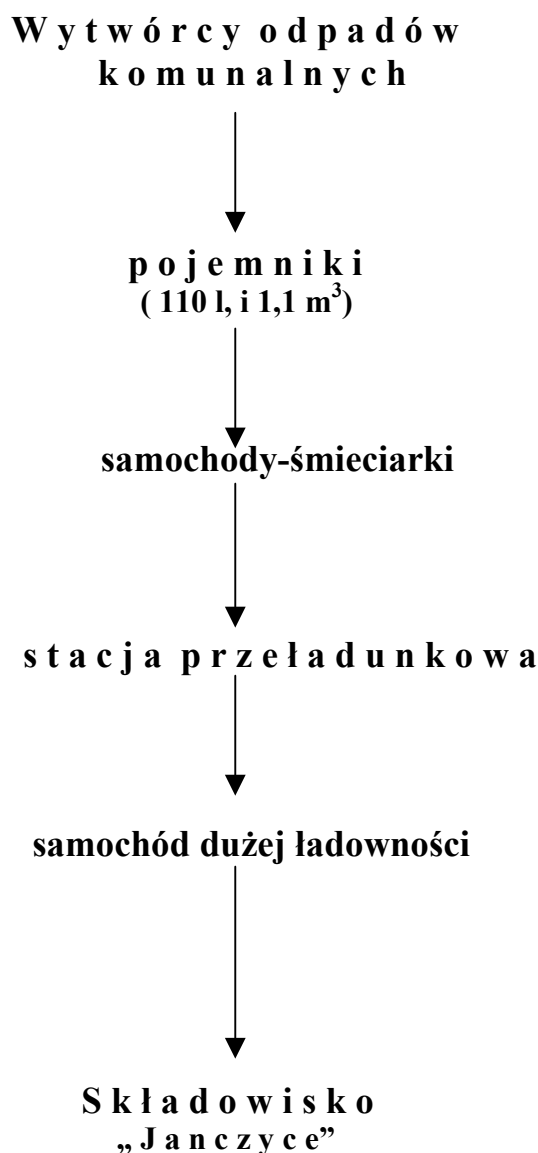 Wytwórcy odpadów
komunalnych
pojemniki
( 110 l, i 1,1 m³)
samochody-śmieciarki
stacja przeładunkowa
samochód dużej ładowności
Składowisko
„Janczyce”